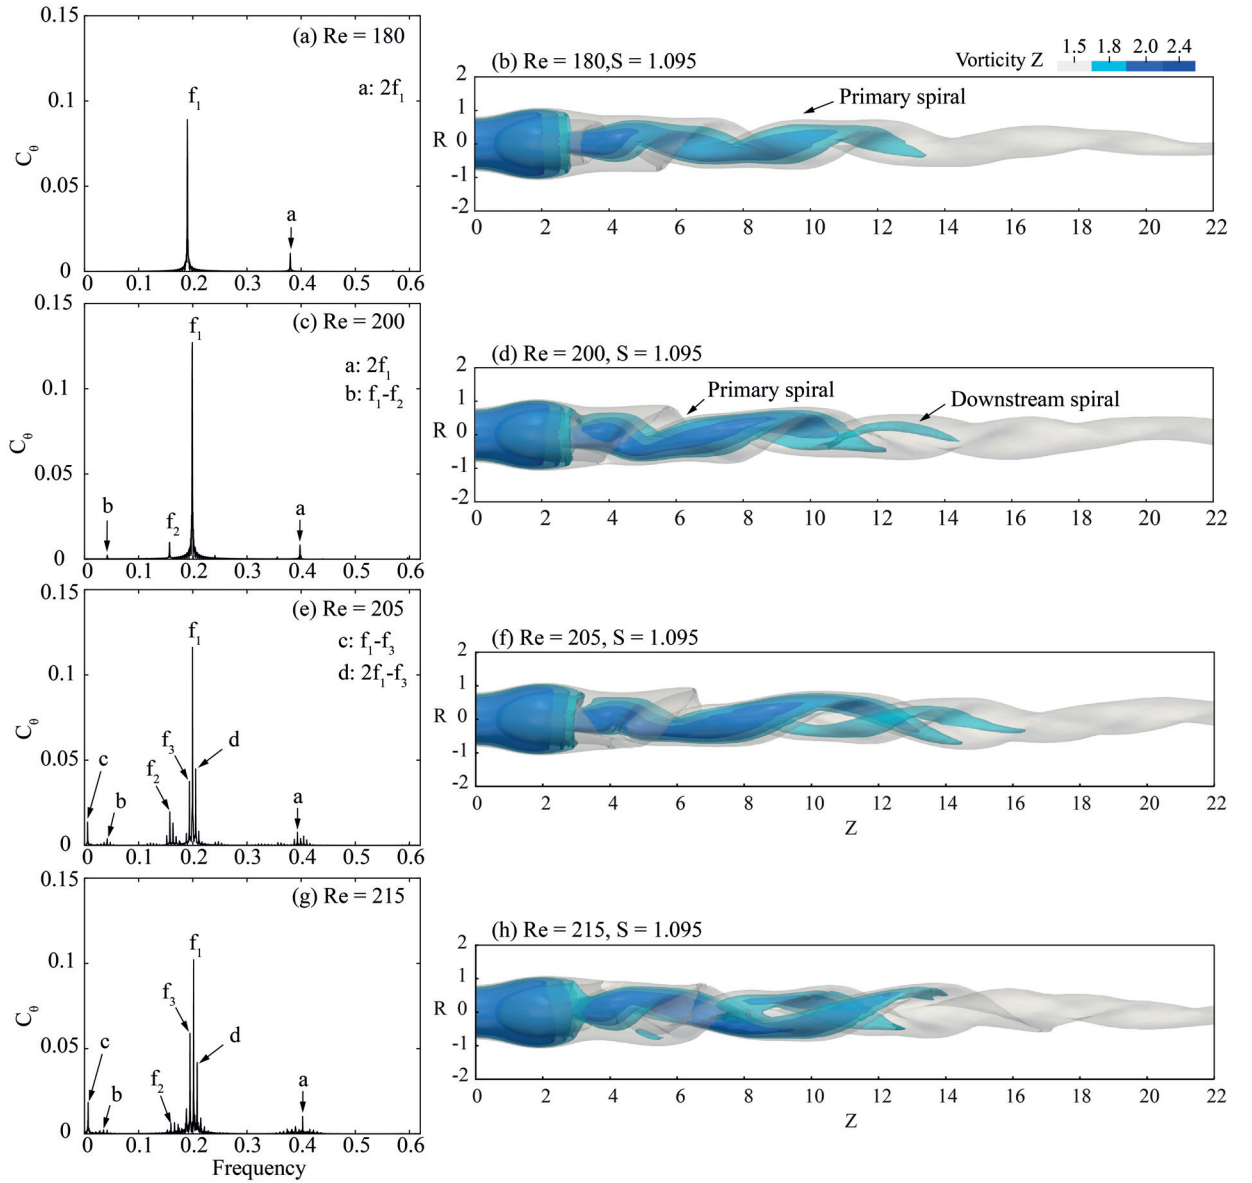 (a) Re = 180
a: 2f1
f1
a
Cθ
0.15
0.1
0.05
0
0 0.1 0.2 0.3 0.4 0.5 0.6
(b) Re = 180,S = 1.095
Vorticity Z
1.5 1.8 2.0 2.4
Primary spiral
R
2
1
0
-1
-2
0 2 4 6 8 10 12 14 16 18 20 22
(c) Re = 200
a: 2f1
b: f1-f2
f1
b
f2
a
Cθ
0.15
0.1
0.05
0
0 0.1 0.2 0.3 0.4 0.5 0.6
(d) Re = 200, S = 1.095
Primary spiral
Downstream spiral
R
2
1
0
-1
-2
0 2 4 6 8 10 12 14 16 18 20 22
(e) Re = 205
c: f1-f3
d: 2f1-f3
f1
f3
d
f2
c
b
a
Cθ
0.15
0.1
0.05
0
0 0.1 0.2 0.3 0.4 0.5 0.6
(f) Re = 205, S = 1.095
R
2
1
0
-1
-2
0 2 4 6 8 10 12 14 16 18 20 22
Z
(g) Re = 215
f1
f3
d
c
f2
b
a
Cθ
0.15
0.1
0.05
0
0 0.1 0.2 0.3 0.4 0.5 0.6
Frequency
(h) Re = 215, S = 1.095
R
2
1
0
-1
-2
0 2 4 6 8 10 12 14 16 18 20 22
Z